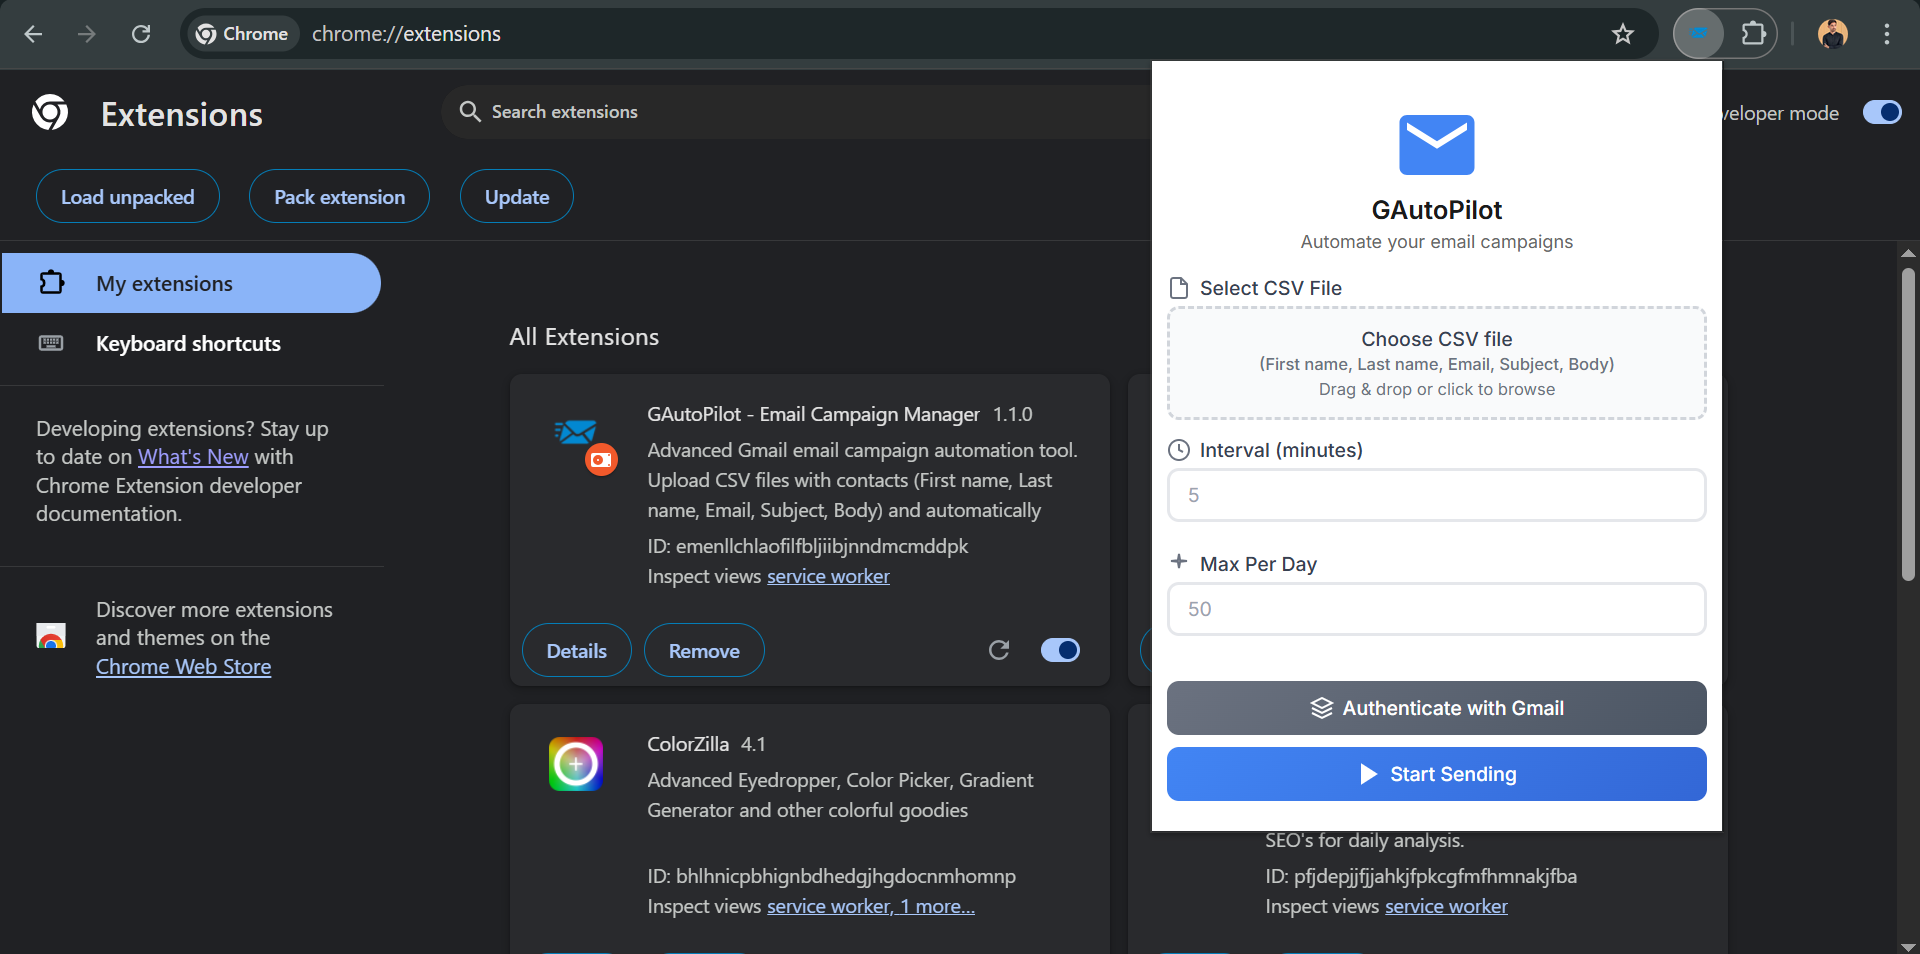 Chrome
chrome://extensions
Extensions
Search extensions
veloper mode
Load unpacked
Pack extension
Update
My extensions
Keyboard shortcuts
Developing extensions? Stay up
to date on What's New with
Chrome Extension developer
documentation.
Discover more extensions
and themes on the
Chrome Web Store
All Extensions
GAutoPilot - Email Campaign Manager 1.1.0
Advanced Gmail email campaign automation tool.
Upload CSV files with contacts (First name, Last
name, Email, Subject, Body) and automatically
ID: emenllchlaofilfbljiibjnndmcmddpk
Inspect views service worker
Details
Remove
ColorZilla 4.1
Advanced Eyedropper, Color Picker, Gradient
Generator and other colorful goodies
ID: bhlhnicpbhignbdhedgjhgdocnmhomnp
Inspect views service worker, 1 more...
GAutoPilot
Automate your email campaigns
Select CSV File
Choose CSV file
(First name, Last name, Email, Subject, Body)
Drag & drop or click to browse
Interval (minutes)
5
Max Per Day
50
Authenticate with Gmail
Start Sending
SEO's for daily analysis.
ID: pfjdepjjfjjahkjfpkcgfmfhmnakjfba
Inspect views service worker